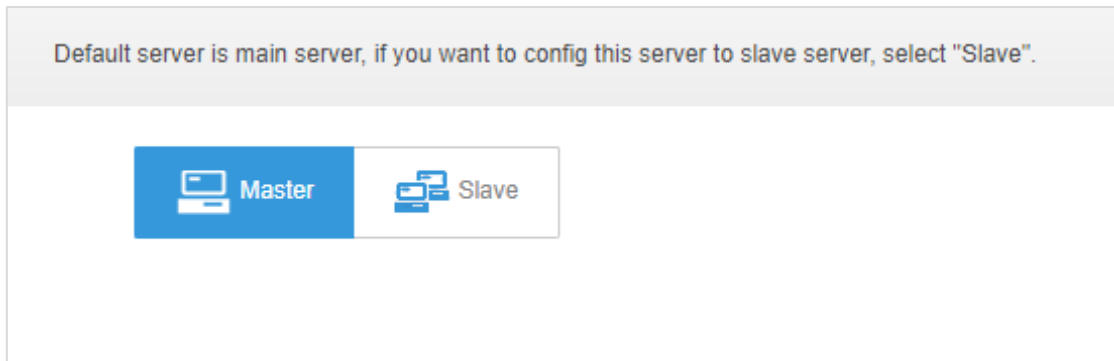 Default server is main server, if you want to config this server to slave server, select "Slave".
Master
Slave